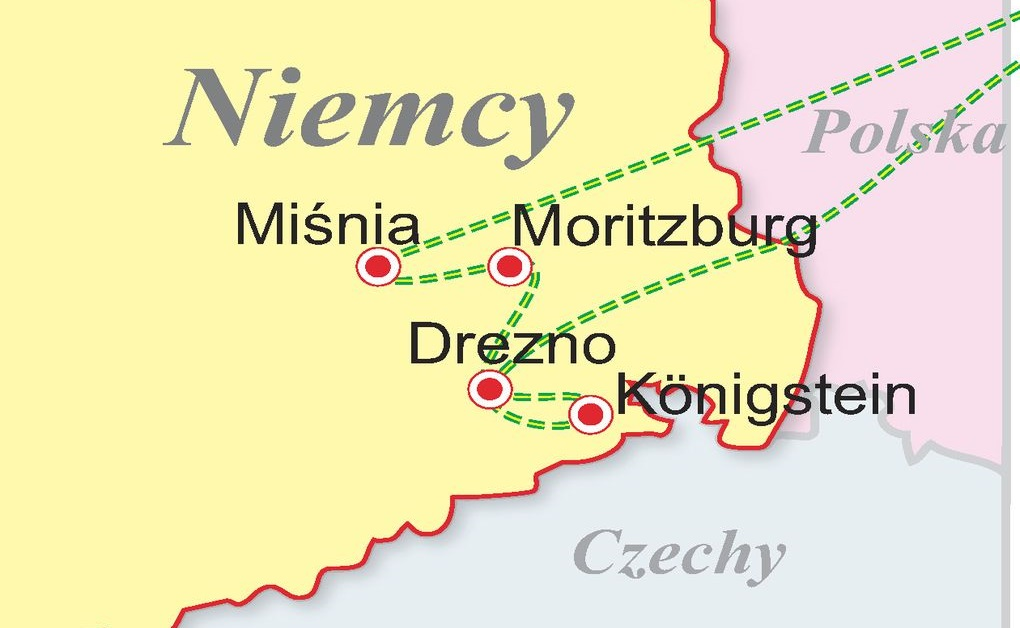 Niemcy
Polska
Miśnia
Moritzburg
Drezno
Königstein
Czechy